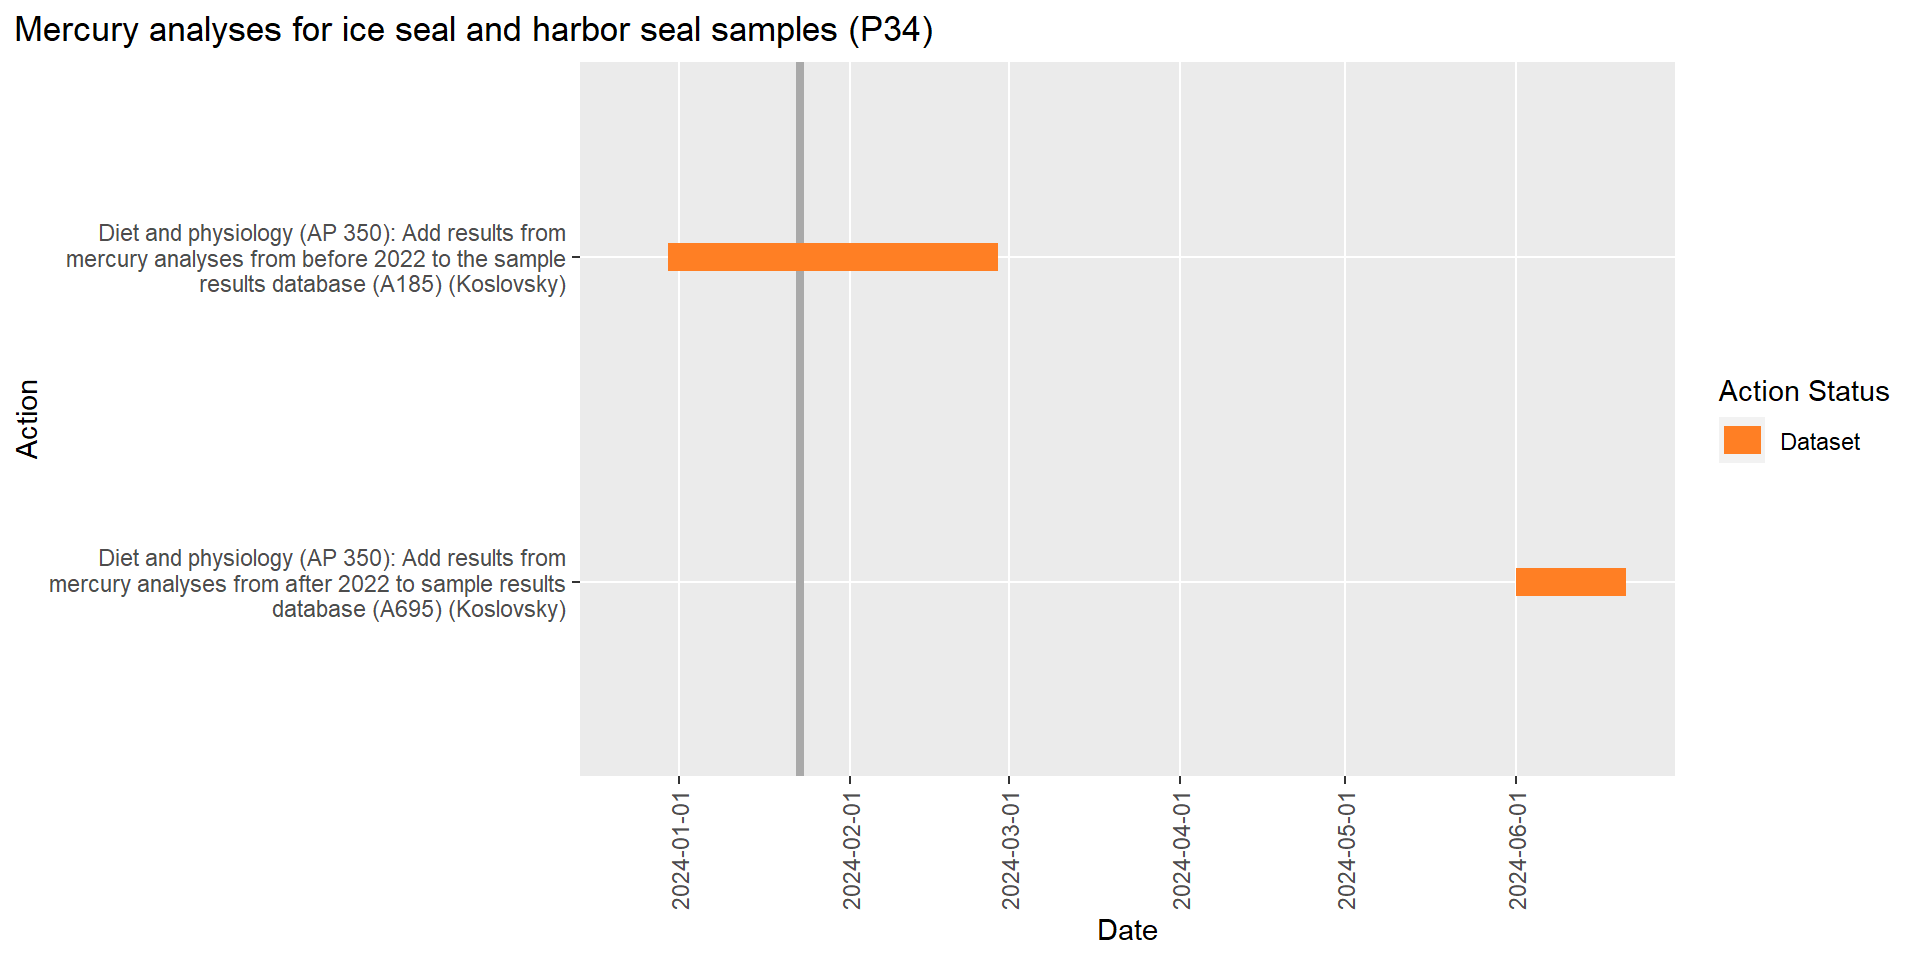 Mercury analyses for ice seal and harbor seal samples (P34)
Diet and physiology (AP 350): Add results from
mercury analyses from before 2022 to the sample
results database (A185) (Koslovsky)
Action
Diet and physiology (AP 350): Add results from
mercury analyses from after 2022 to sample results
database (A695) (Koslovsky)
2024-01-01
2024-02-01
2024-03-01
2024-04-01
2024-05-01
2024-06-01
Date
Action Status
Dataset